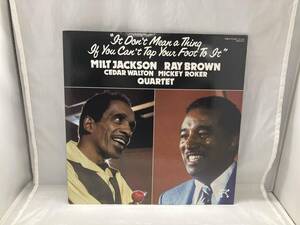 "It Don't Mean a Thing
If You Can't Tap Your Foot To It"
MILT JACKSON RAY BROWN
CEDAR WALTON MICKEY ROKER
QUARTET